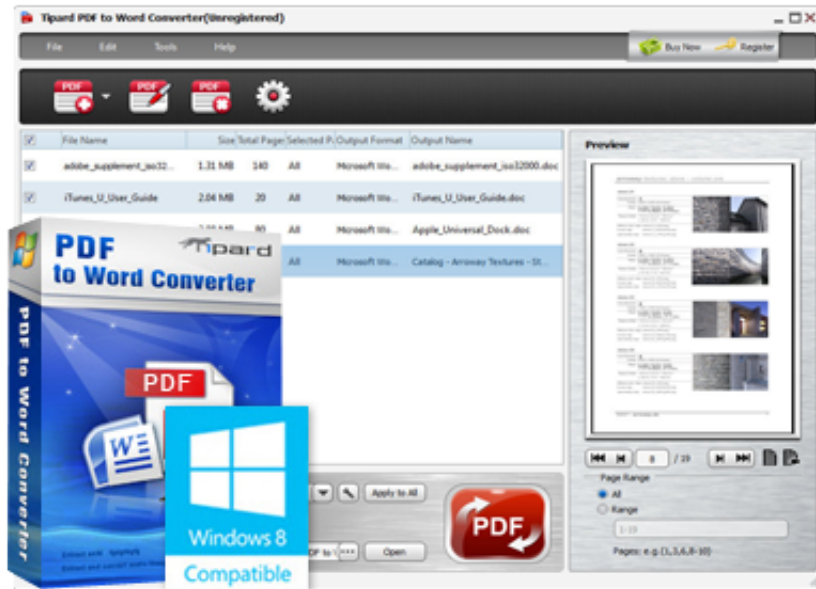 Tipard PDF to Word Converter(Unregistered)
File Edit Tools Help
Buy Now Register
PDF PDF PDF
File Name Size Total Page Selected P Output Format Output Name
adobe_supplement_iso32... 1.31 MB 140 All Microsoft Wo... adobe_supplement_iso32000.doc
iTunes_U_User_Guide 2.04 MB 20 All Microsoft Wo... iTunes_U_User_Guide.doc
80 All Microsoft Wo... Apple_Universal_Dock.doc
All Microsoft Wo... Catalog - Arroway Textures - St...
Preview
8 / 19
Page Range
All
Range
1-19
Pages: e.g.(1,3,6,8-10)
Apply to All
... Open
PDF
PDF
to Word Converter
Tipard
PDF to Word Converter
PDF
W
Windows 8
Compatible